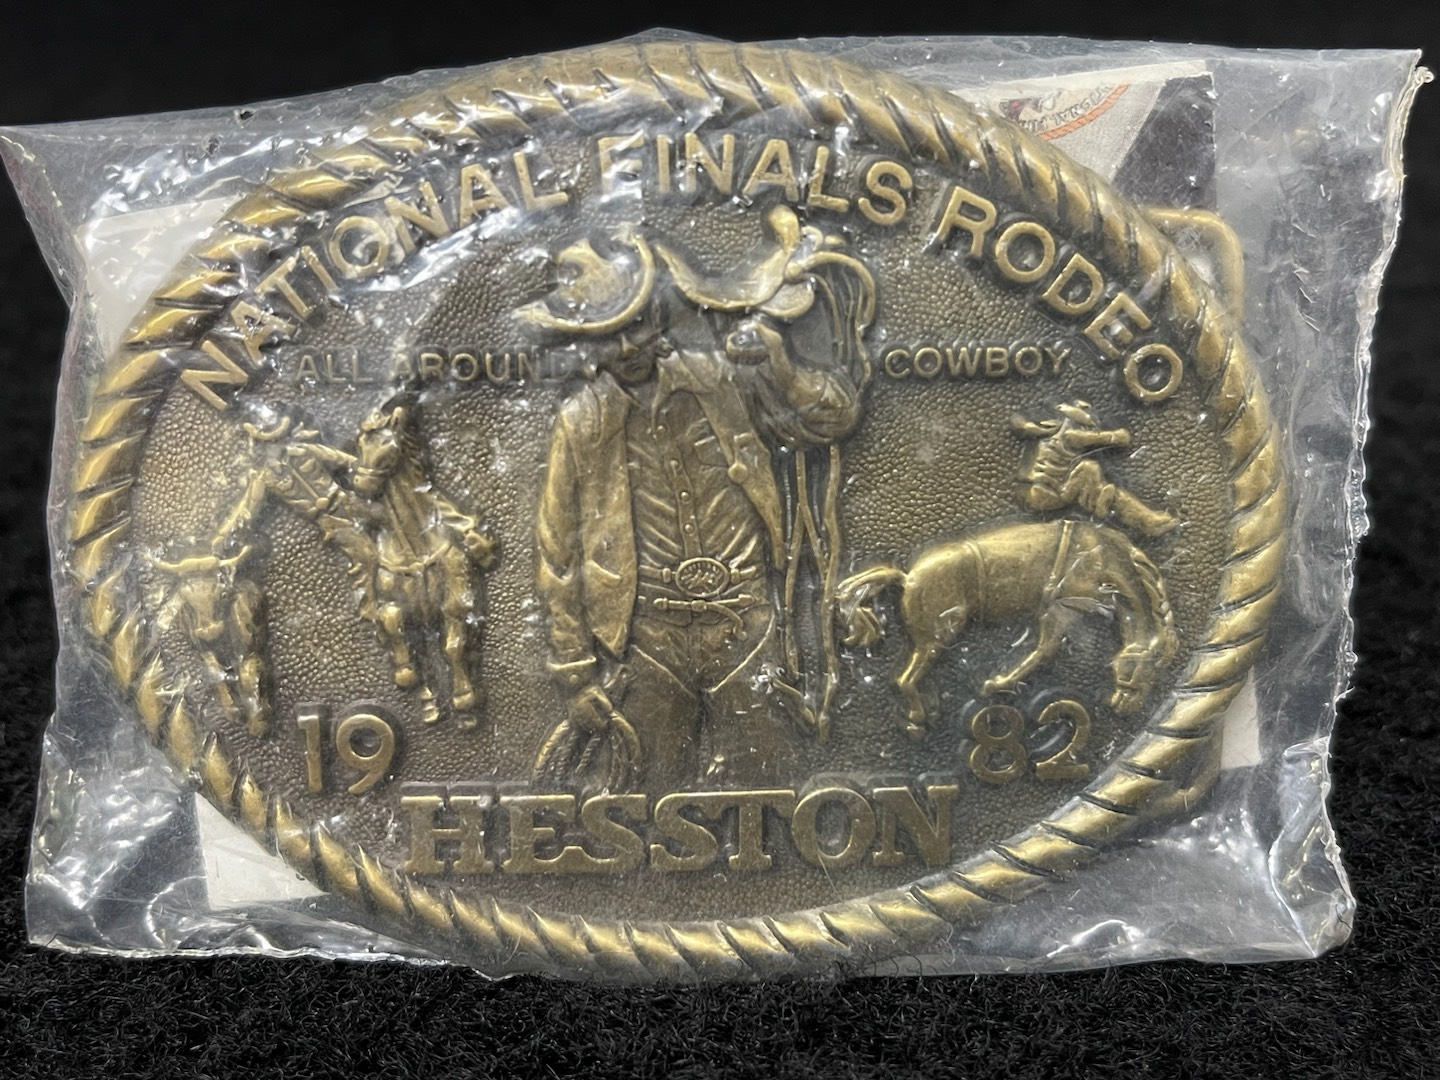 NATIONAL FINALS RODEO
ALL AROUND COWBOY
19 82
HESSTON